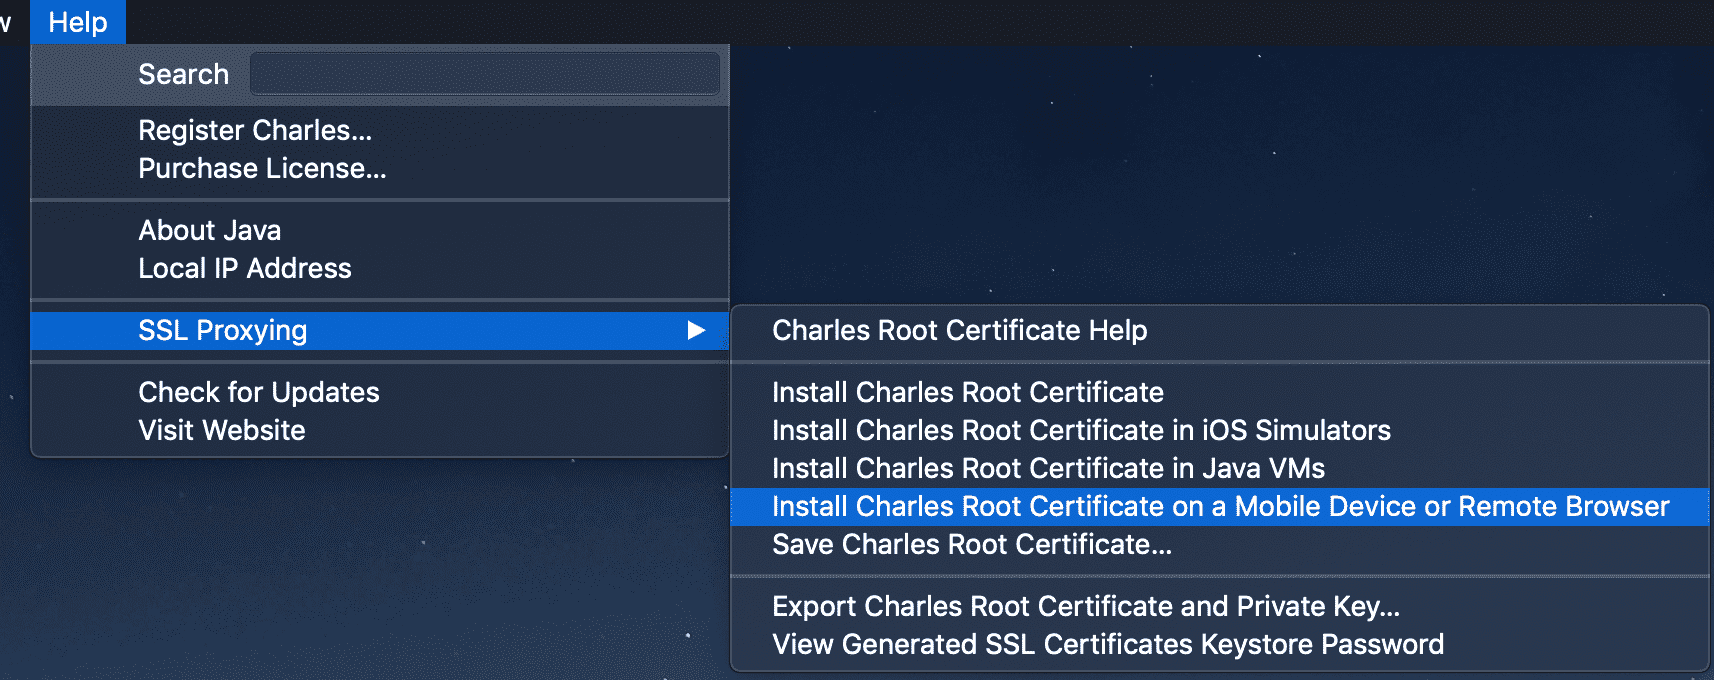 Help
Search
Register Charles...
Purchase License...
About Java
Local IP Address
SSL Proxying
Check for Updates
Visit Website
Charles Root Certificate Help
Install Charles Root Certificate
Install Charles Root Certificate in iOS Simulators
Install Charles Root Certificate in Java VMs
Install Charles Root Certificate on a Mobile Device or Remote Browser
Save Charles Root Certificate...
Export Charles Root Certificate and Private Key...
View Generated SSL Certificates Keystore Password